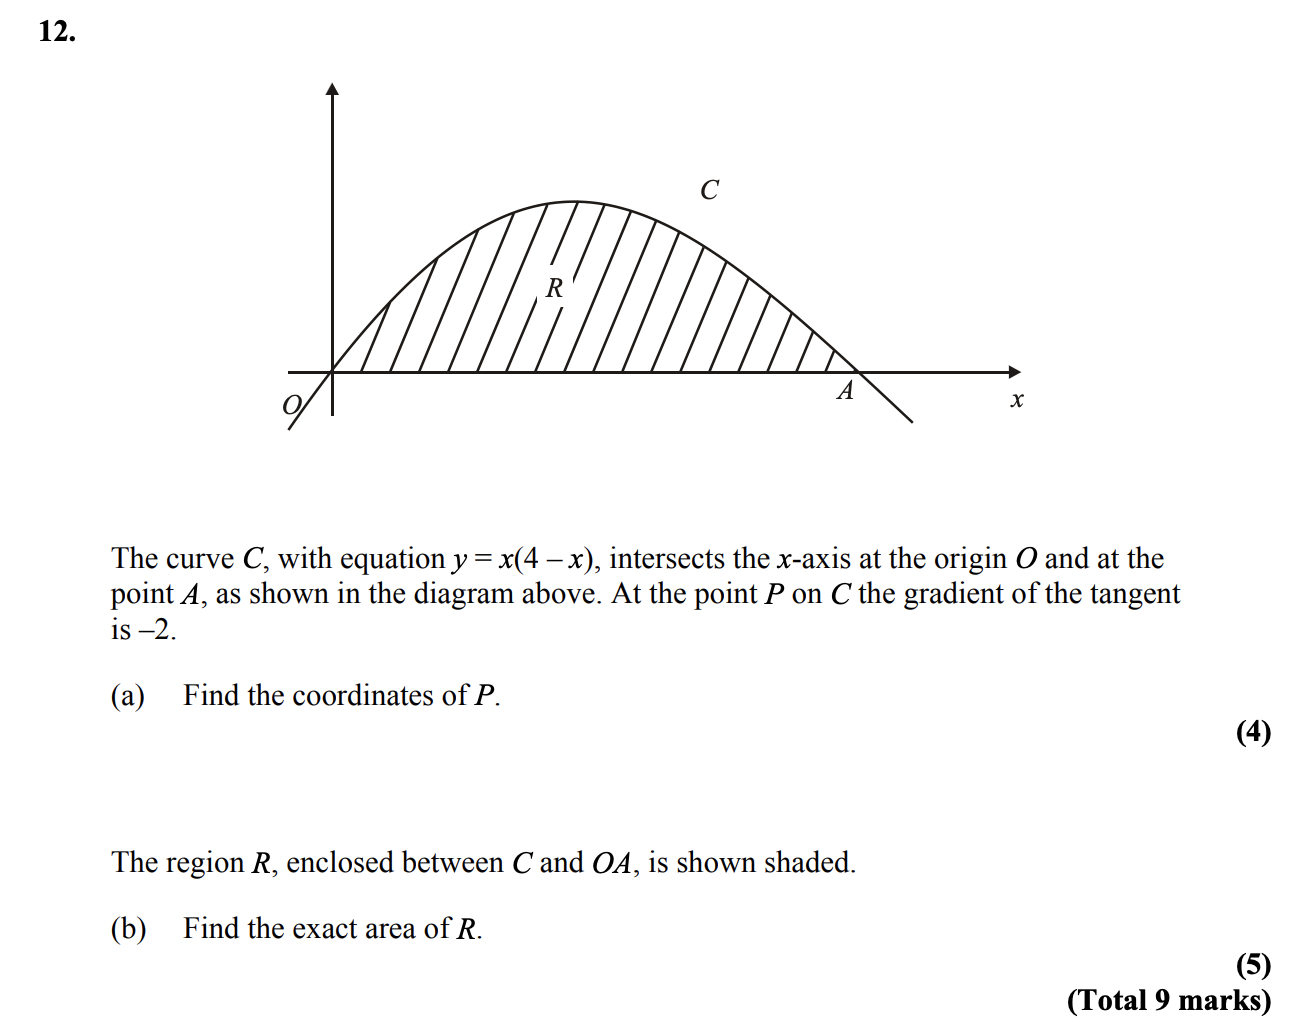 12.
C
R
O
A
x
The curve C, with equation y = x(4 – x), intersects the x-axis at the origin O and at the
point A, as shown in the diagram above. At the point P on C the gradient of the tangent
is –2.
(a) Find the coordinates of P.
(4)
The region R, enclosed between C and OA, is shown shaded.
(b) Find the exact area of R.
(5)
(Total 9 marks)